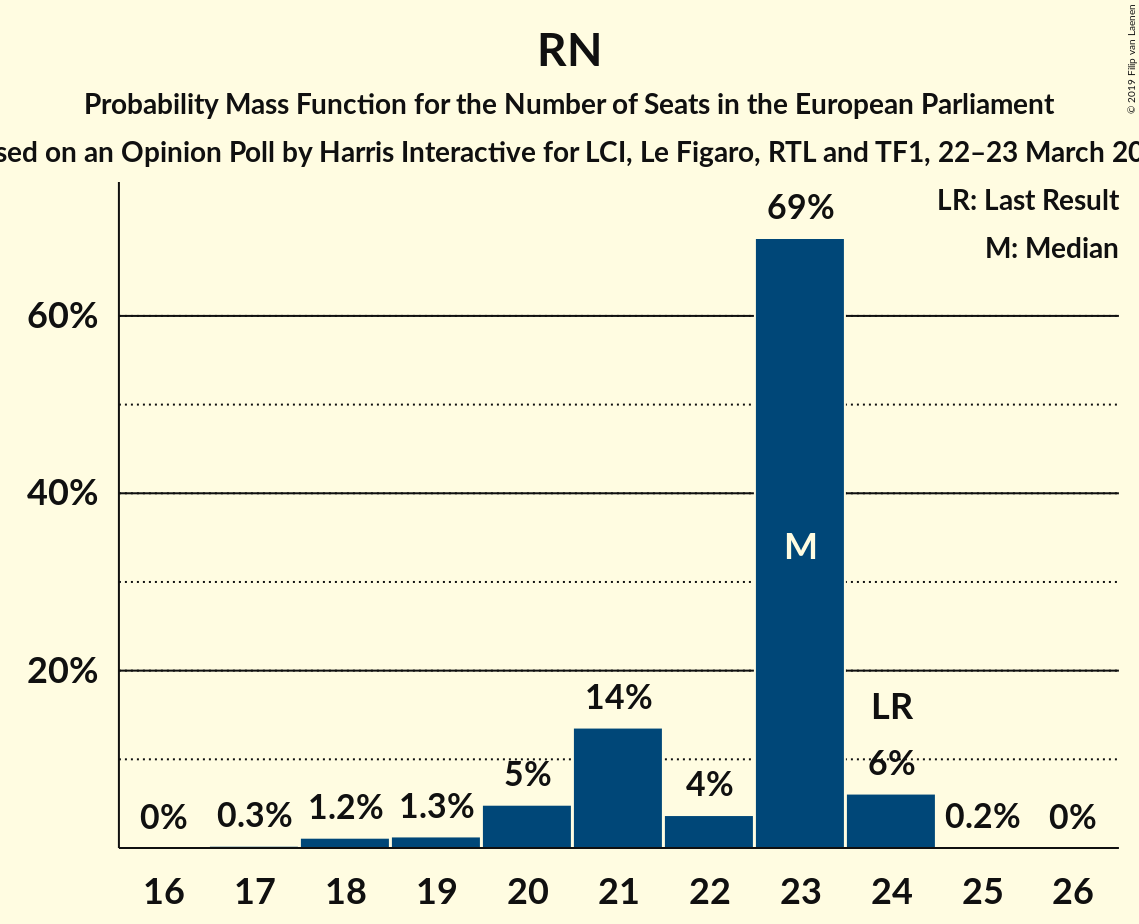 RN
Probability Mass Function for the Number of Seats in the European Parliament
sed on an Opinion Poll by Harris Interactive for LCI, Le Figaro, RTL and TF1, 22–23 March 20
© 2019 Filip van Laenen
LR: Last Result
M: Median
69%
60%
40%
M
20%
14%
LR
6%
5%
4%
0%
0.3%
1.2%
1.3%
0.2%
0%
16 17 18 19 20 21 22 23 24 25 26